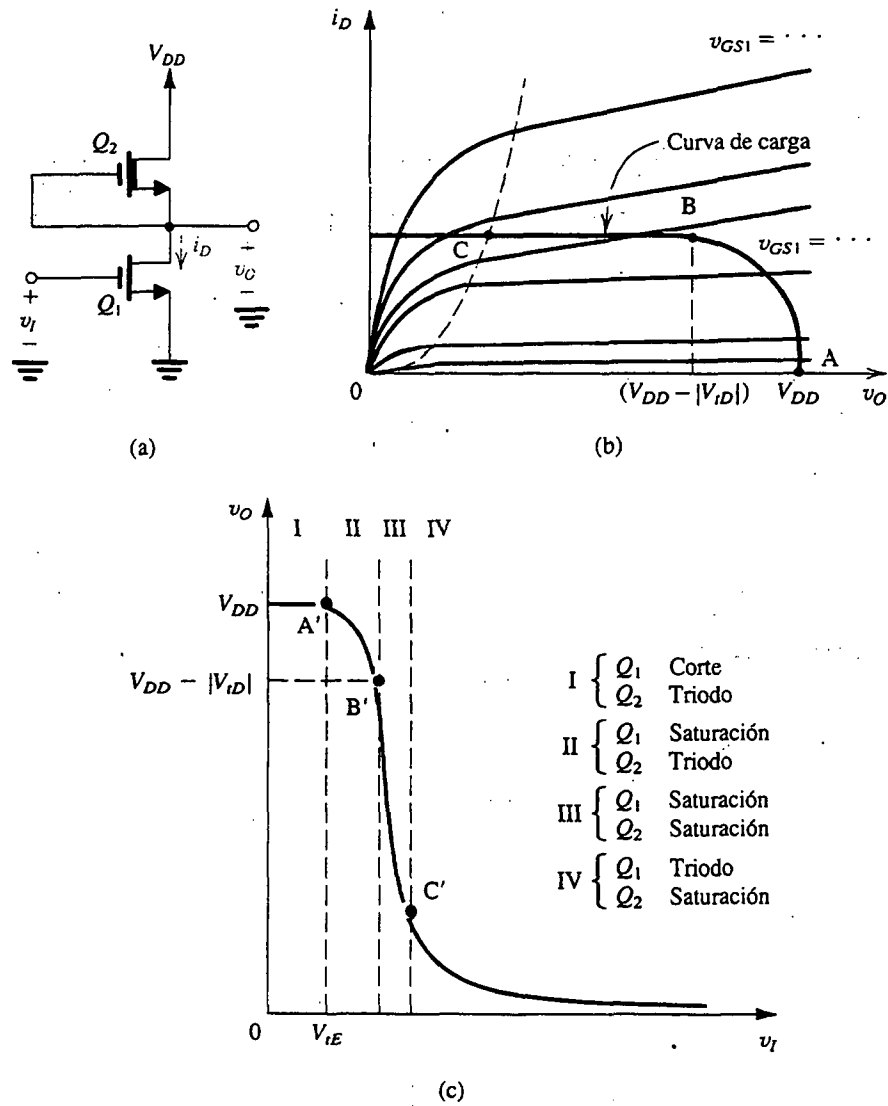 V_DD
Q_2
i_D
+
v_O
−
Q_1
+
v_I
−
(a)
i_D
v_GS1 = · · ·
Curva de carga
B
C
v_GS1 = · · ·
A
0
(V_DD − |V_tD|)
V_DD
v_O
(b)
v_O
I
II
III
IV
V_DD
A'
V_DD − |V_tD|
B'
C'
0
V_tE
v_I
I { Q_1 Corte
Q_2 Triodo
II { Q_1 Saturación
Q_2 Triodo
III { Q_1 Saturación
Q_2 Saturación
IV { Q_1 Triodo
Q_2 Saturación
(c)